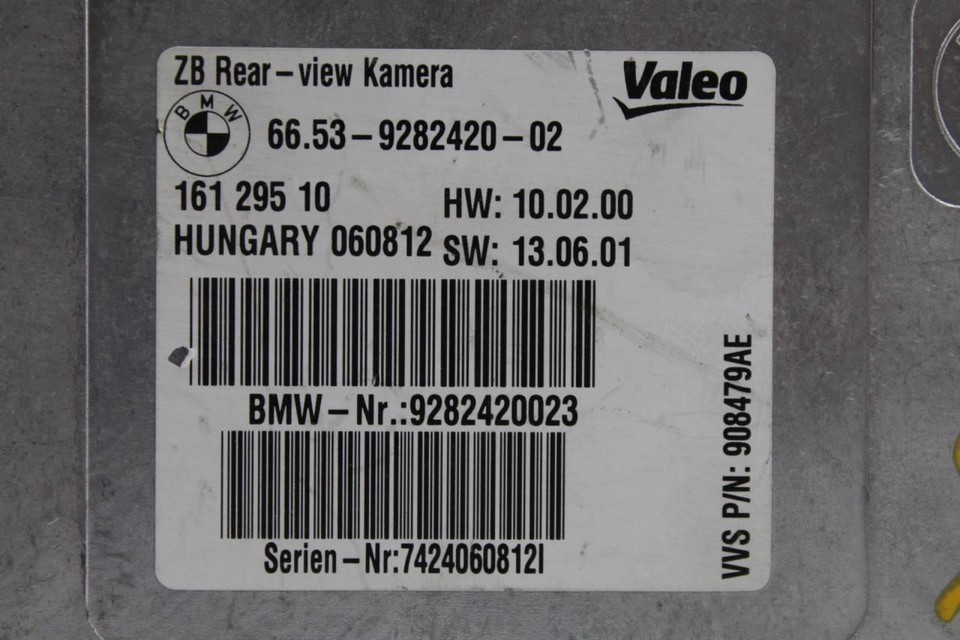 ZB Rear-view Kamera
Valeo
BMW
66.53-9282420-02
161 295 10
HW: 10.02.00
HUNGARY 060812
SW: 13.06.01
BMW-Nr.:9282420023
Serien-Nr:7424060812I
VVS P/N: 908479AE